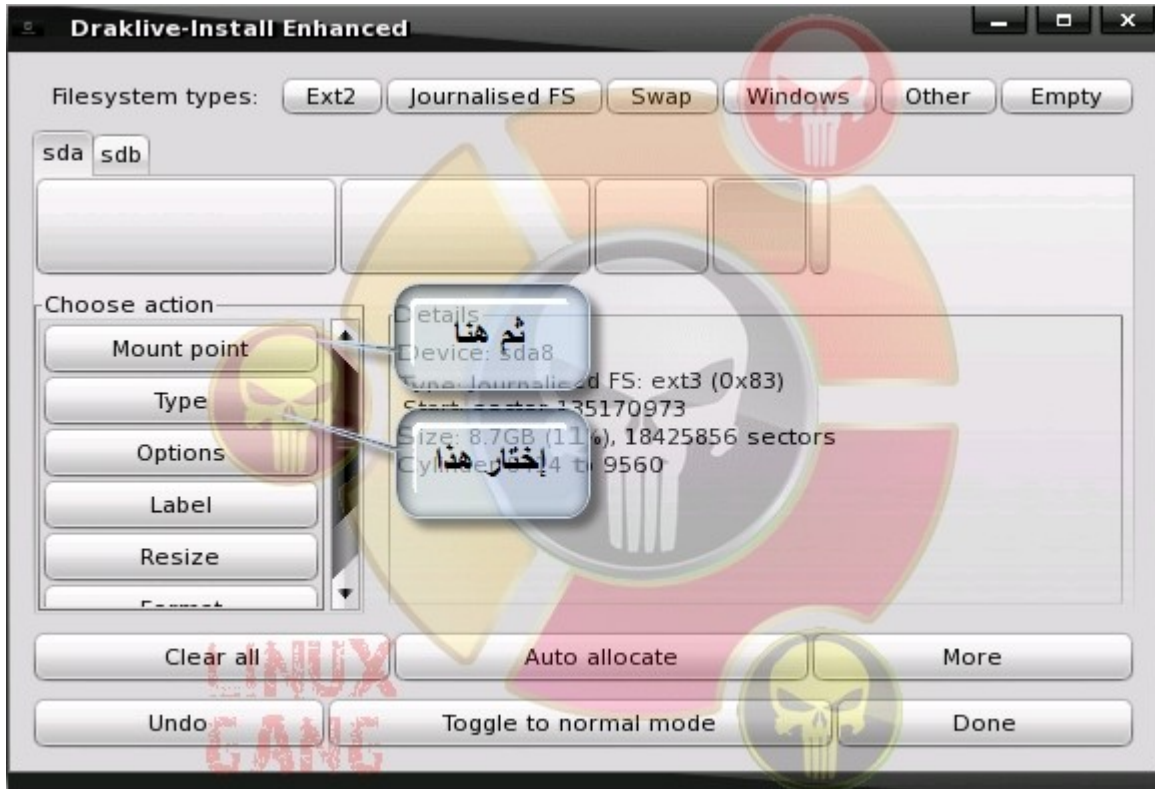 Draklive-Install Enhanced
Filesystem types: Ext2 Journalised FS Swap Windows Other Empty
sda sdb
Choose action
Details
Mount point
Type
Options
Label
Resize
ثم هنا
إختار هذا
Device: sda8
Type: Journalised FS: ext3 (0x83)
Start: sector 135170973
Size: 8.7GB (11%), 18425856 sectors
to 9560
Clear all Auto allocate More
Undo Toggle to normal mode Done
LINUX
GANG